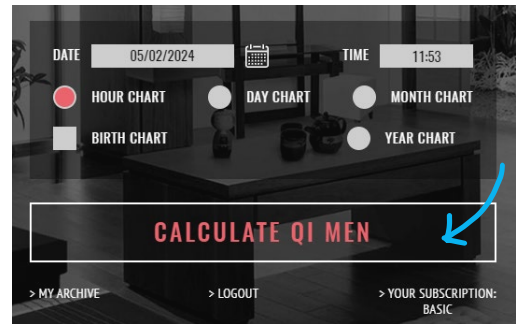 DATE 05/02/2024 TIME 11:53
HOUR CHART DAY CHART MONTH CHART
BIRTH CHART YEAR CHART
CALCULATE QI MEN
> MY ARCHIVE > LOGOUT > YOUR SUBSCRIPTION:
BASIC